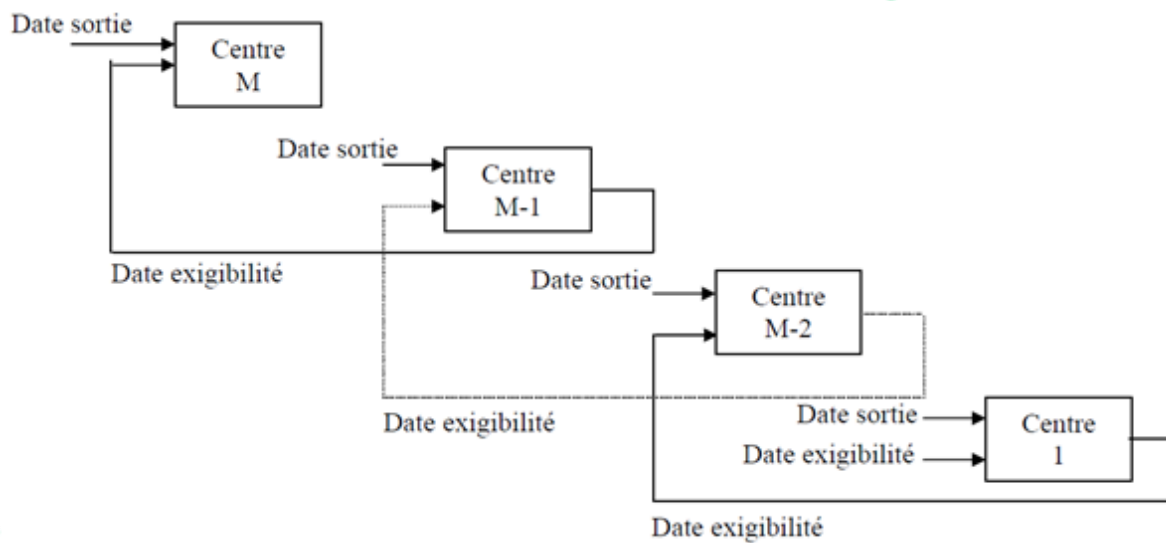 Date sortie
Centre
M
Date sortie
Centre
M-1
Date exigibilité
Date sortie
Centre
M-2
Date exigibilité
Date sortie
Centre
1
Date exigibilité
Date exigibilité